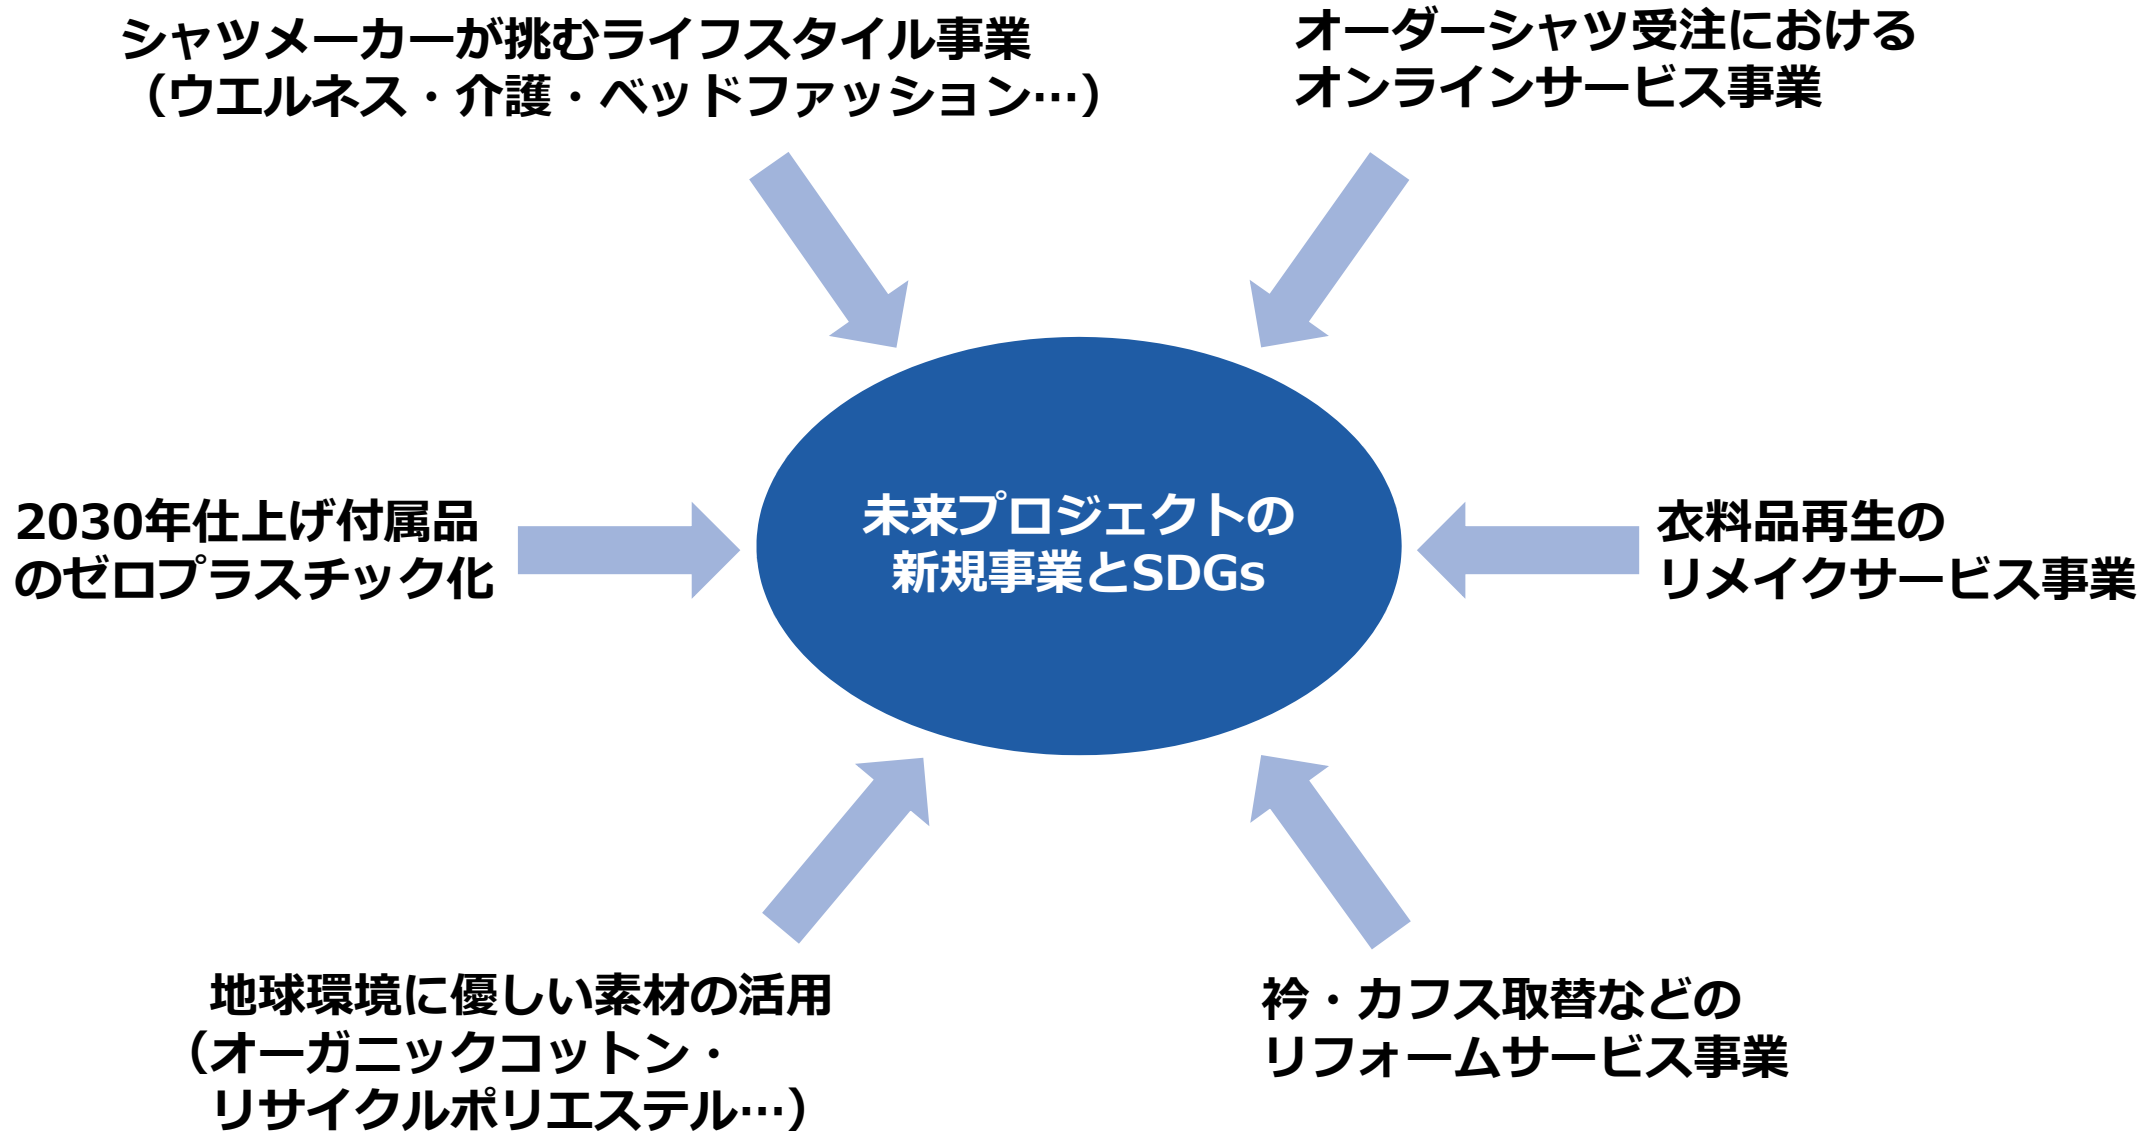 シャツメーカーが挑むライフスタイル事業
（ウエルネス・介護・ベッドファッション…）
オーダーシャツ受注における
オンラインサービス事業
2030年仕上げ付属品
のゼロプラスチック化
未来プロジェクトの
新規事業とSDGs
衣料品再生の
リメイクサービス事業
地球環境に優しい素材の活用
（オーガニックコットン・
リサイクルポリエステル…）
衿・カフス取替などの
リフォームサービス事業